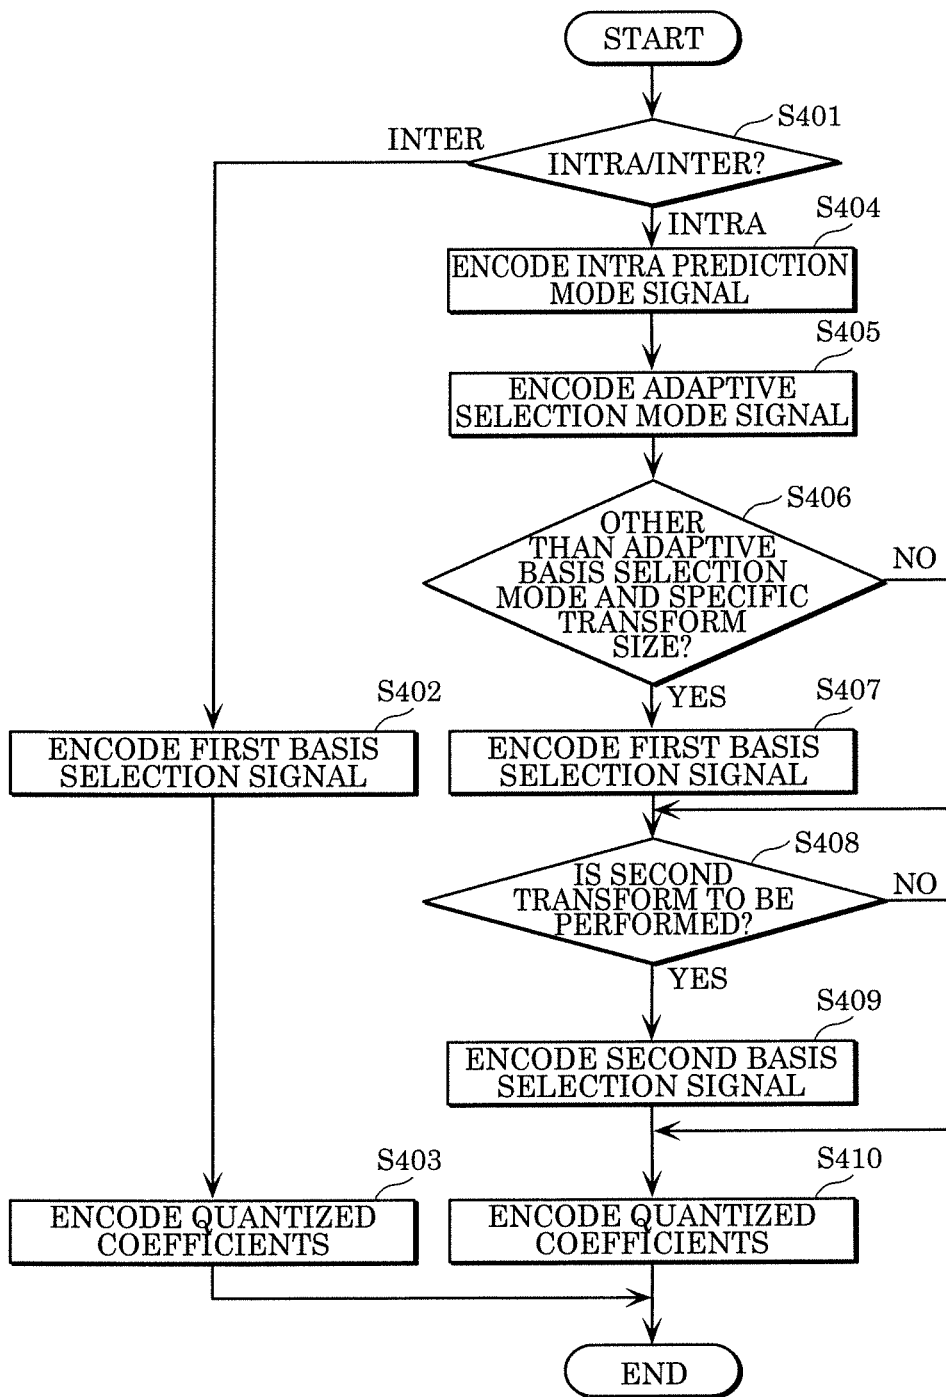 START
S401
INTER
INTRA/INTER?
S404
INTRA
ENCODE INTRA PREDICTION
MODE SIGNAL
S405
ENCODE ADAPTIVE
SELECTION MODE SIGNAL
S406
OTHER
THAN ADAPTIVE
BASIS SELECTION
MODE AND SPECIFIC
TRANSFORM
SIZE?
NO
YES
S402
ENCODE FIRST BASIS
SELECTION SIGNAL
S407
ENCODE FIRST BASIS
SELECTION SIGNAL
S408
IS SECOND
TRANSFORM TO BE
PERFORMED?
NO
YES
S409
ENCODE SECOND BASIS
SELECTION SIGNAL
S403
ENCODE QUANTIZED
COEFFICIENTS
S410
ENCODE QUANTIZED
COEFFICIENTS
END